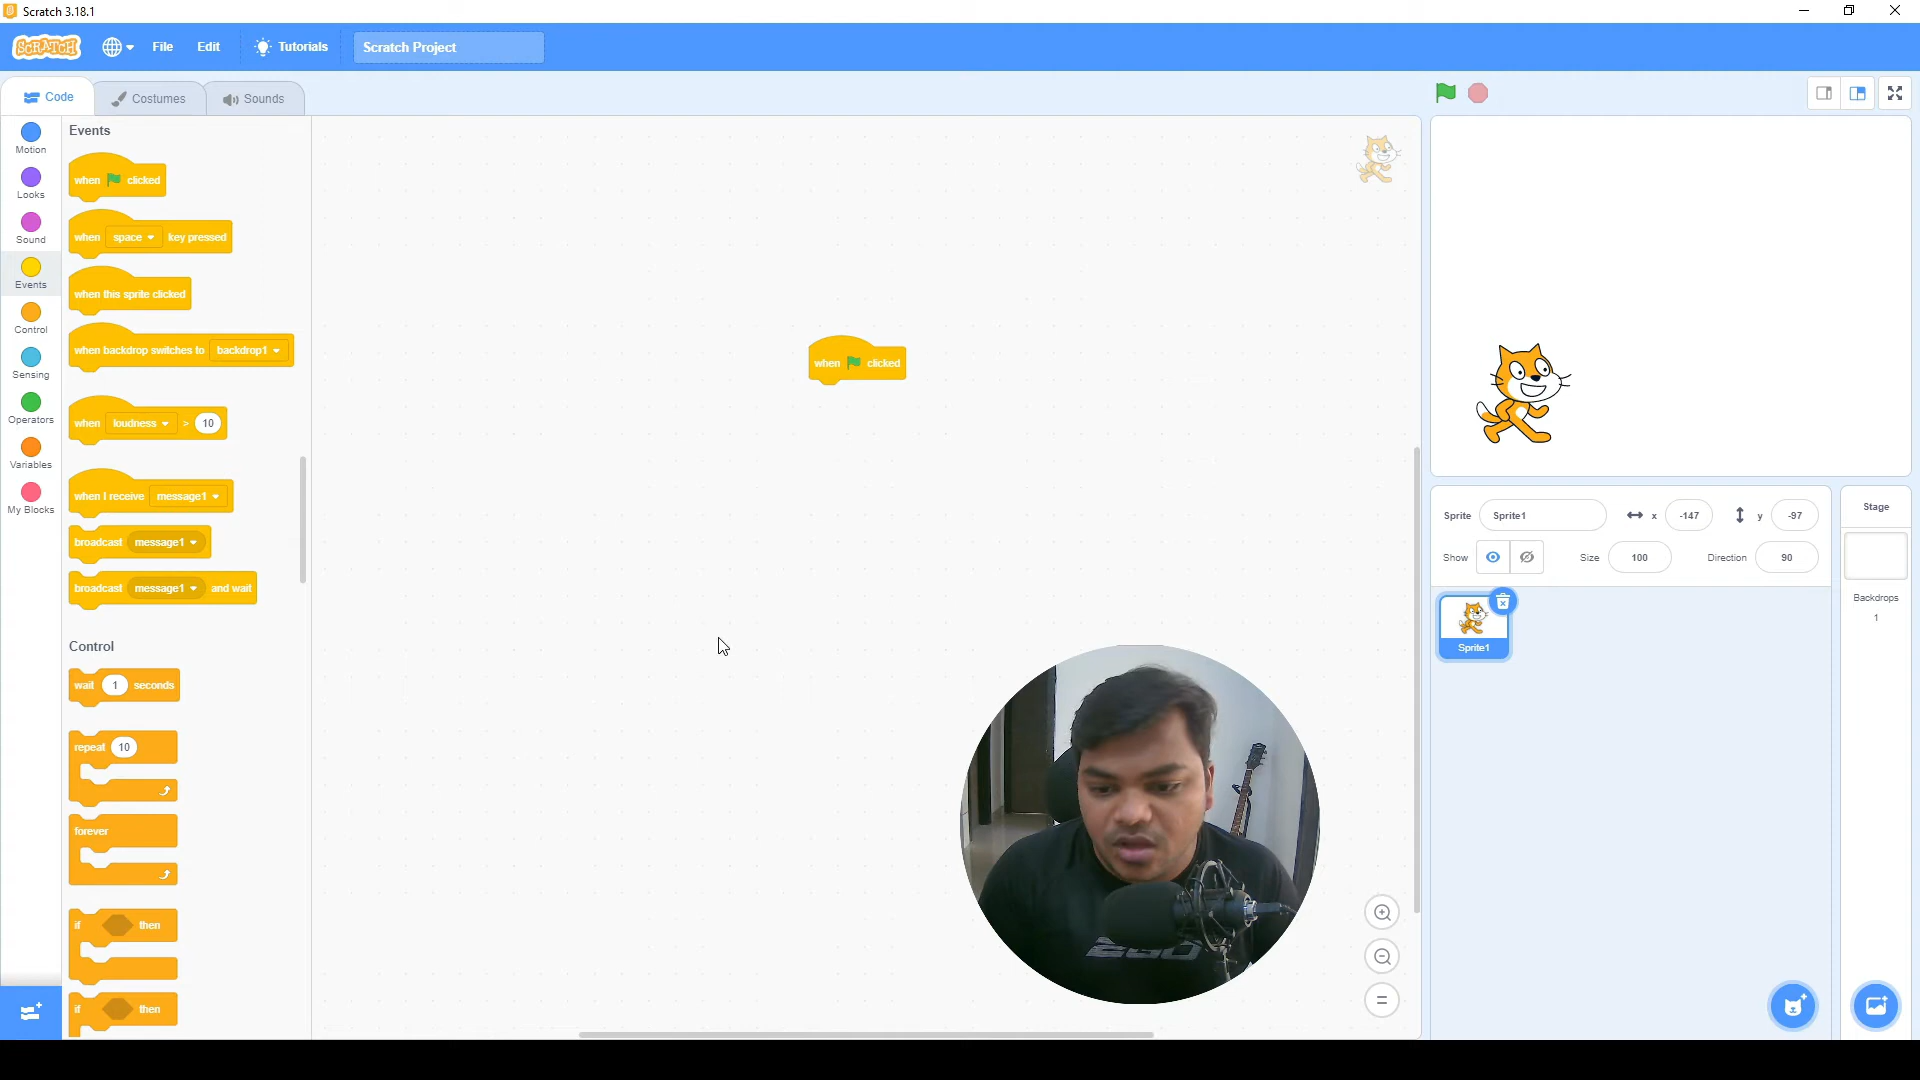 Scratch 3.18.1
SCRATCH
File
Edit
Tutorials
Scratch Project
Code
Costumes
Sounds
Motion
Looks
Sound
Events
Control
Sensing
Operators
Variables
My Blocks
Events
when clicked
when space key pressed
when this sprite clicked
when backdrop switches to backdrop1
when loudness > 10
when I receive message1
broadcast message1
broadcast message1 and wait
Control
wait 1 seconds
repeat 10
forever
if then
if then
when clicked
Sprite Sprite1 x -147 y -97
Show Size 100 Direction 90
Sprite1
Stage
Backdrops
1